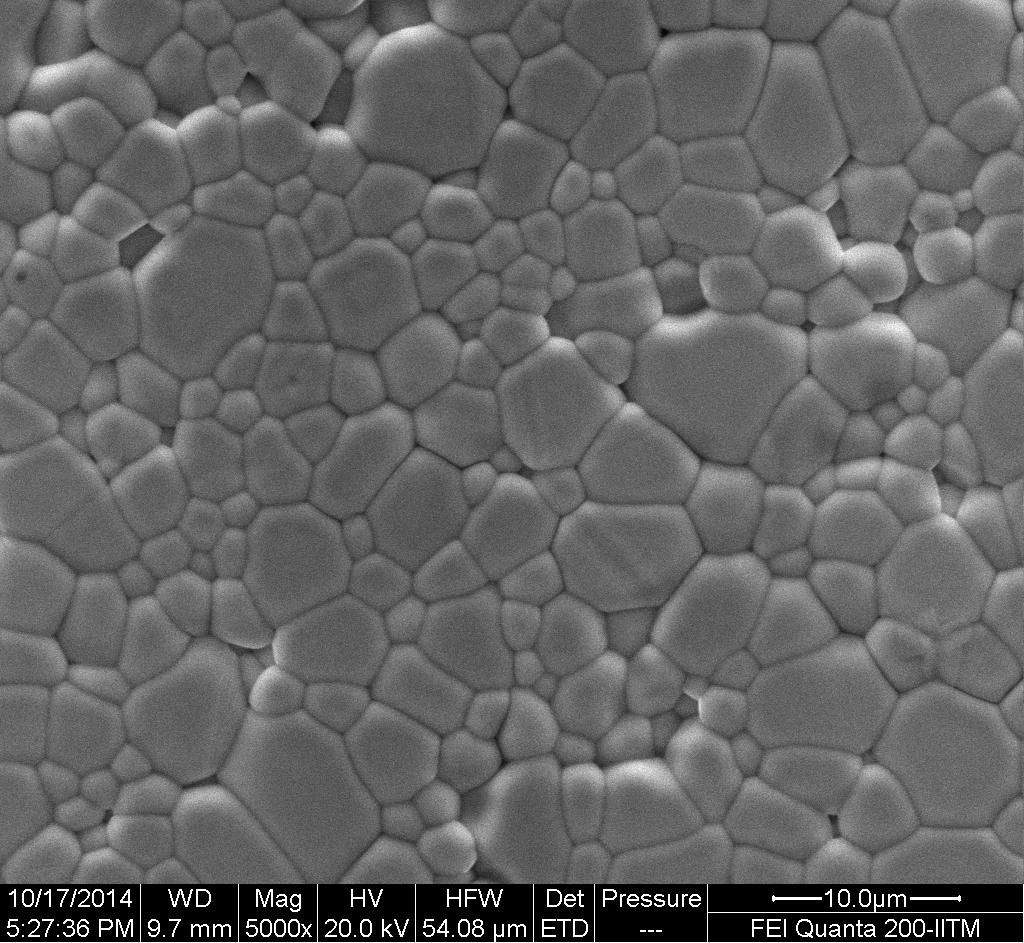 10/17/2014 WD Mag HV HFW Det Pressure 10.0µm
5:27:36 PM 9.7 mm 5000x 20.0 kV 54.08 µm ETD --- FEI Quanta 200-IITM